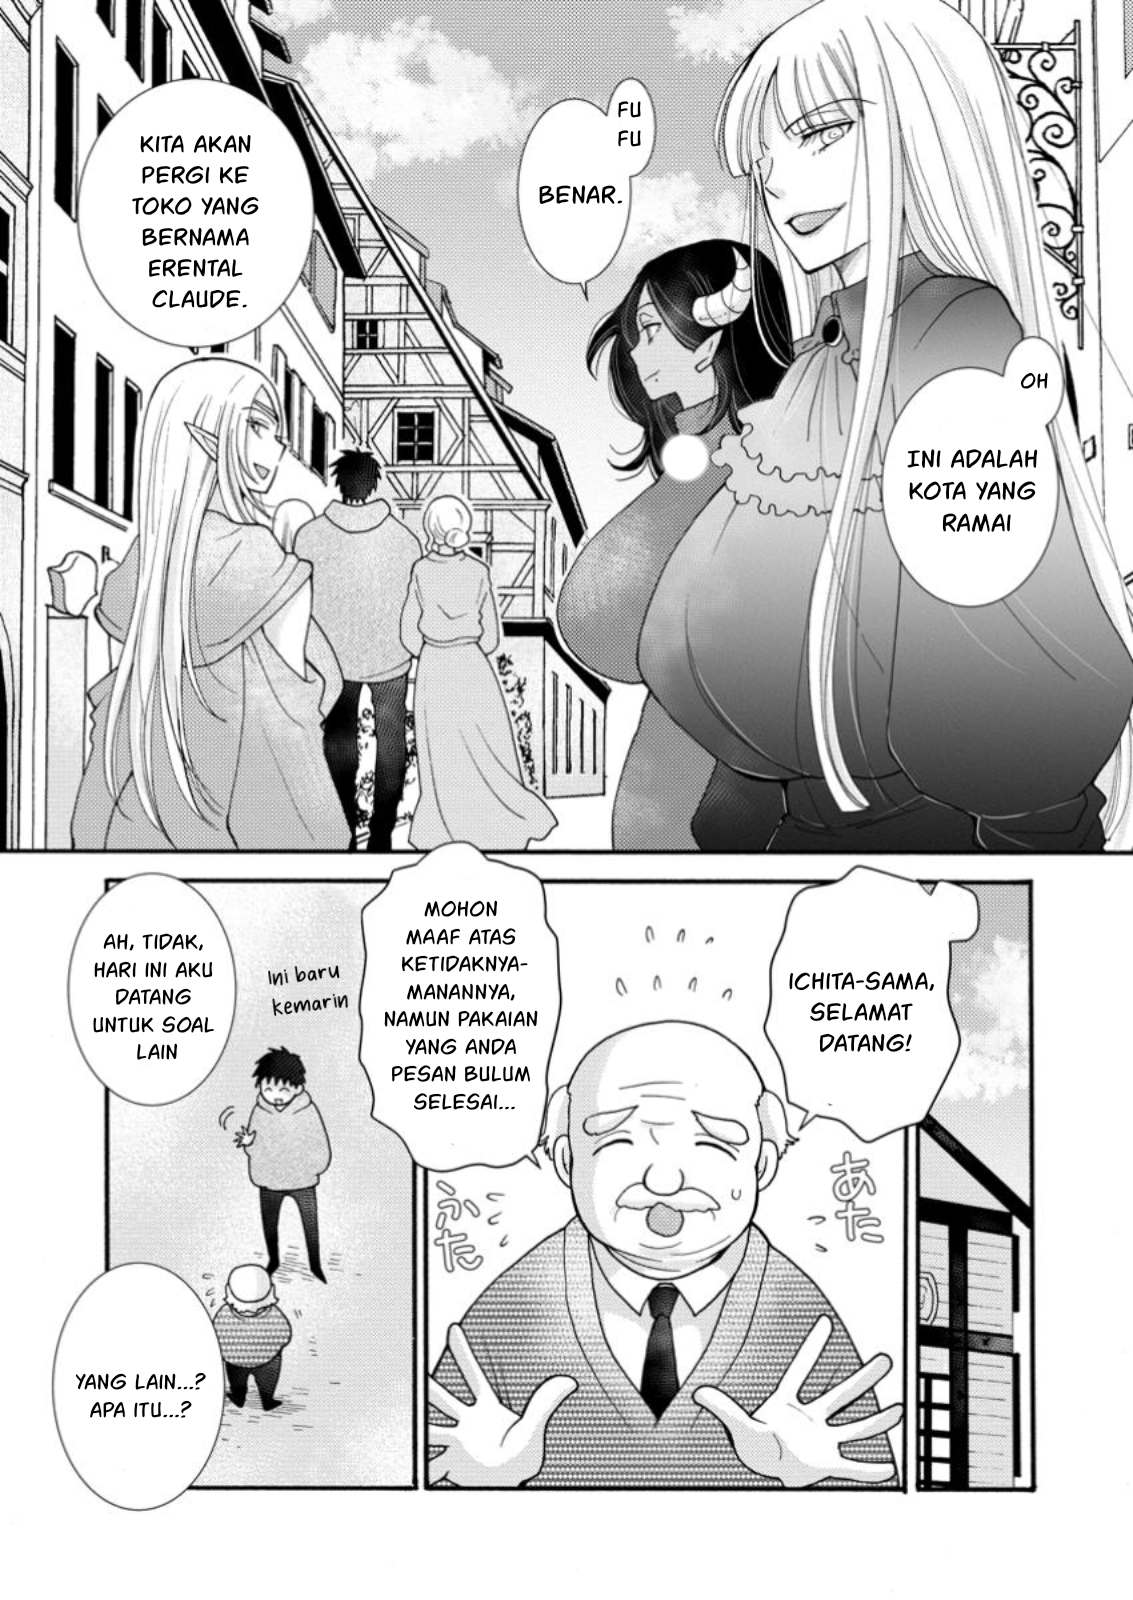 OH
INI ADALAH
KOTA YANG
RAMAI
FU
FU
BENAR.
KITA AKAN
PERGI KE
TOKO YANG
BERNAMA
ERENTAL
CLAUDE.
ICHITA-SAMA,
SELAMAT
DATANG!
あたふた
MOHON
MAAF ATAS
KETIDAKNYA-
MANANNYA,
NAMUN PAKAIAN
YANG ANDA
PESAN BULUM
SELESAI...
AH, TIDAK,
HARI INI AKU
DATANG
UNTUK SOAL
LAIN
Ini baru
kemarin
YANG LAIN...?
APA ITU...?